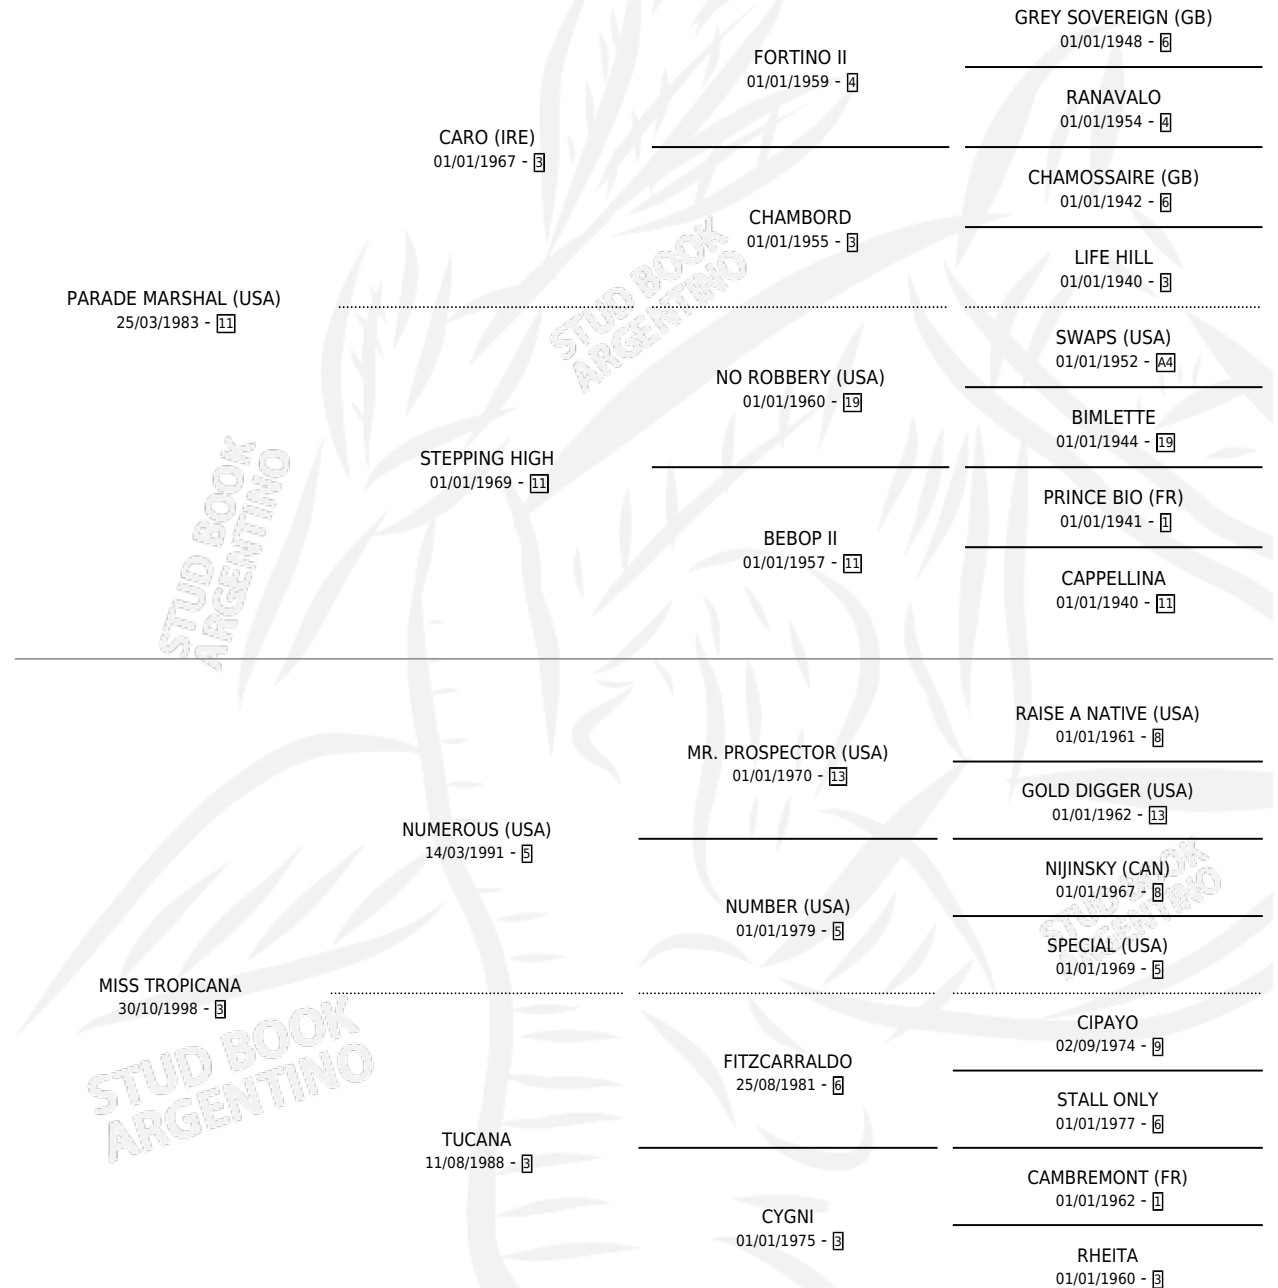 GREY SOVEREIGN (GB)
01/01/1948 - 6
FORTINO II
01/01/1959 - 4
RANAVALO
01/01/1954 - 4
CARO (IRE)
01/01/1967 - 3
CHAMOSSAIRE (GB)
01/01/1942 - 6
CHAMBORD
01/01/1955 - 3
LIFE HILL
01/01/1940 - 3
PARADE MARSHAL (USA)
25/03/1983 - 11
STUD BOOK
ARGENTINO
SWAPS (USA)
01/01/1952 - A4
NO ROBBERY (USA)
01/01/1960 - 19
BIMLETTE
01/01/1944 - 19
STEPPING HIGH
01/01/1969 - 11
PRINCE BIO (FR)
01/01/1941 - 1
BEBOP II
01/01/1957 - 11
CAPPELLINA
01/01/1940 - 11
STUD BOOK
ARGENTINO
RAISE A NATIVE (USA)
01/01/1961 - 8
MR. PROSPECTOR (USA)
01/01/1970 - 13
GOLD DIGGER (USA)
01/01/1962 - 13
NUMEROUS (USA)
14/03/1991 - 5
NIJINSKY (CAN)
01/01/1967 - 8
NUMBER (USA)
01/01/1979 - 5
STUD BOOK
ARGENTINO
SPECIAL (USA)
01/01/1969 - 5
MISS TROPICANA
30/10/1998 - 3
CIPAYO
02/09/1974 - 9
FITZCARRALDO
25/08/1981 - 6
STALL ONLY
01/01/1977 - 6
STUD BOOK
ARGENTINO
TUCANA
11/08/1988 - 3
CAMBREMONT (FR)
01/01/1962 - 1
CYGNI
01/01/1975 - 3
RHEITA
01/01/1960 - 3